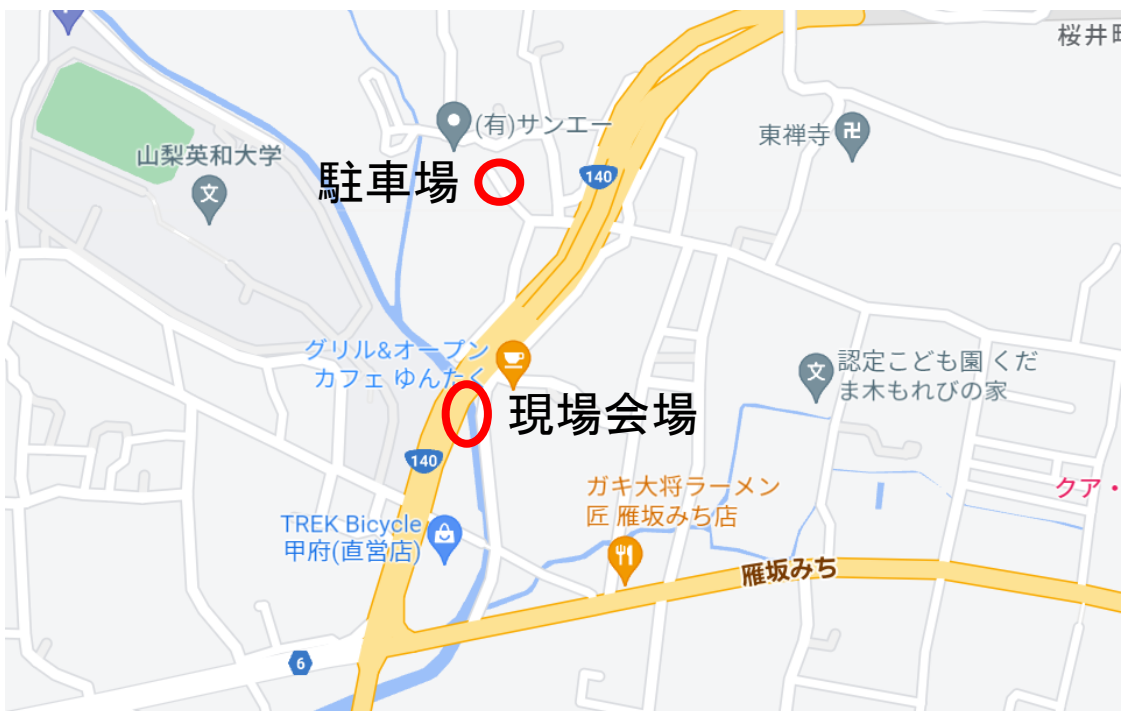 桜井町
(有)サンエー
東禅寺
山梨英和大学
文
駐車場
140
グリル&オープン
カフェ ゆんたく
認定こども園 くだ
ま木もれびの家
文
現場会場
140
ガキ大将ラーメン
匠 雁坂みち店
クア・
TREK Bicycle
甲府(直営店)
雁坂みち
6